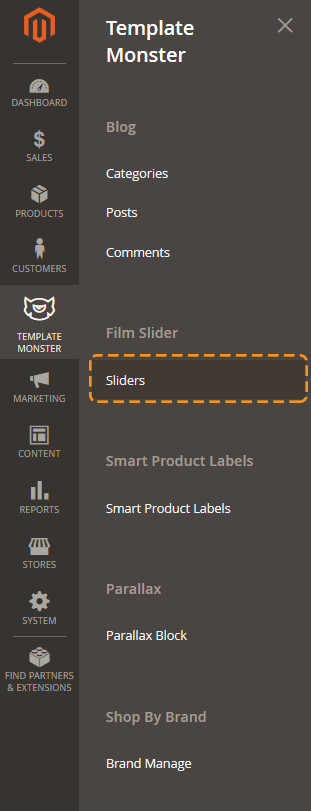 DASHBOARD
SALES
PRODUCTS
CUSTOMERS
TEMPLATE
MONSTER
MARKETING
CONTENT
REPORTS
STORES
SYSTEM
FIND PARTNERS
& EXTENSIONS
Template
Monster
Blog
Categories
Posts
Comments
Film Slider
Sliders
Smart Product Labels
Smart Product Labels
Parallax
Parallax Block
Shop By Brand
Brand Manage